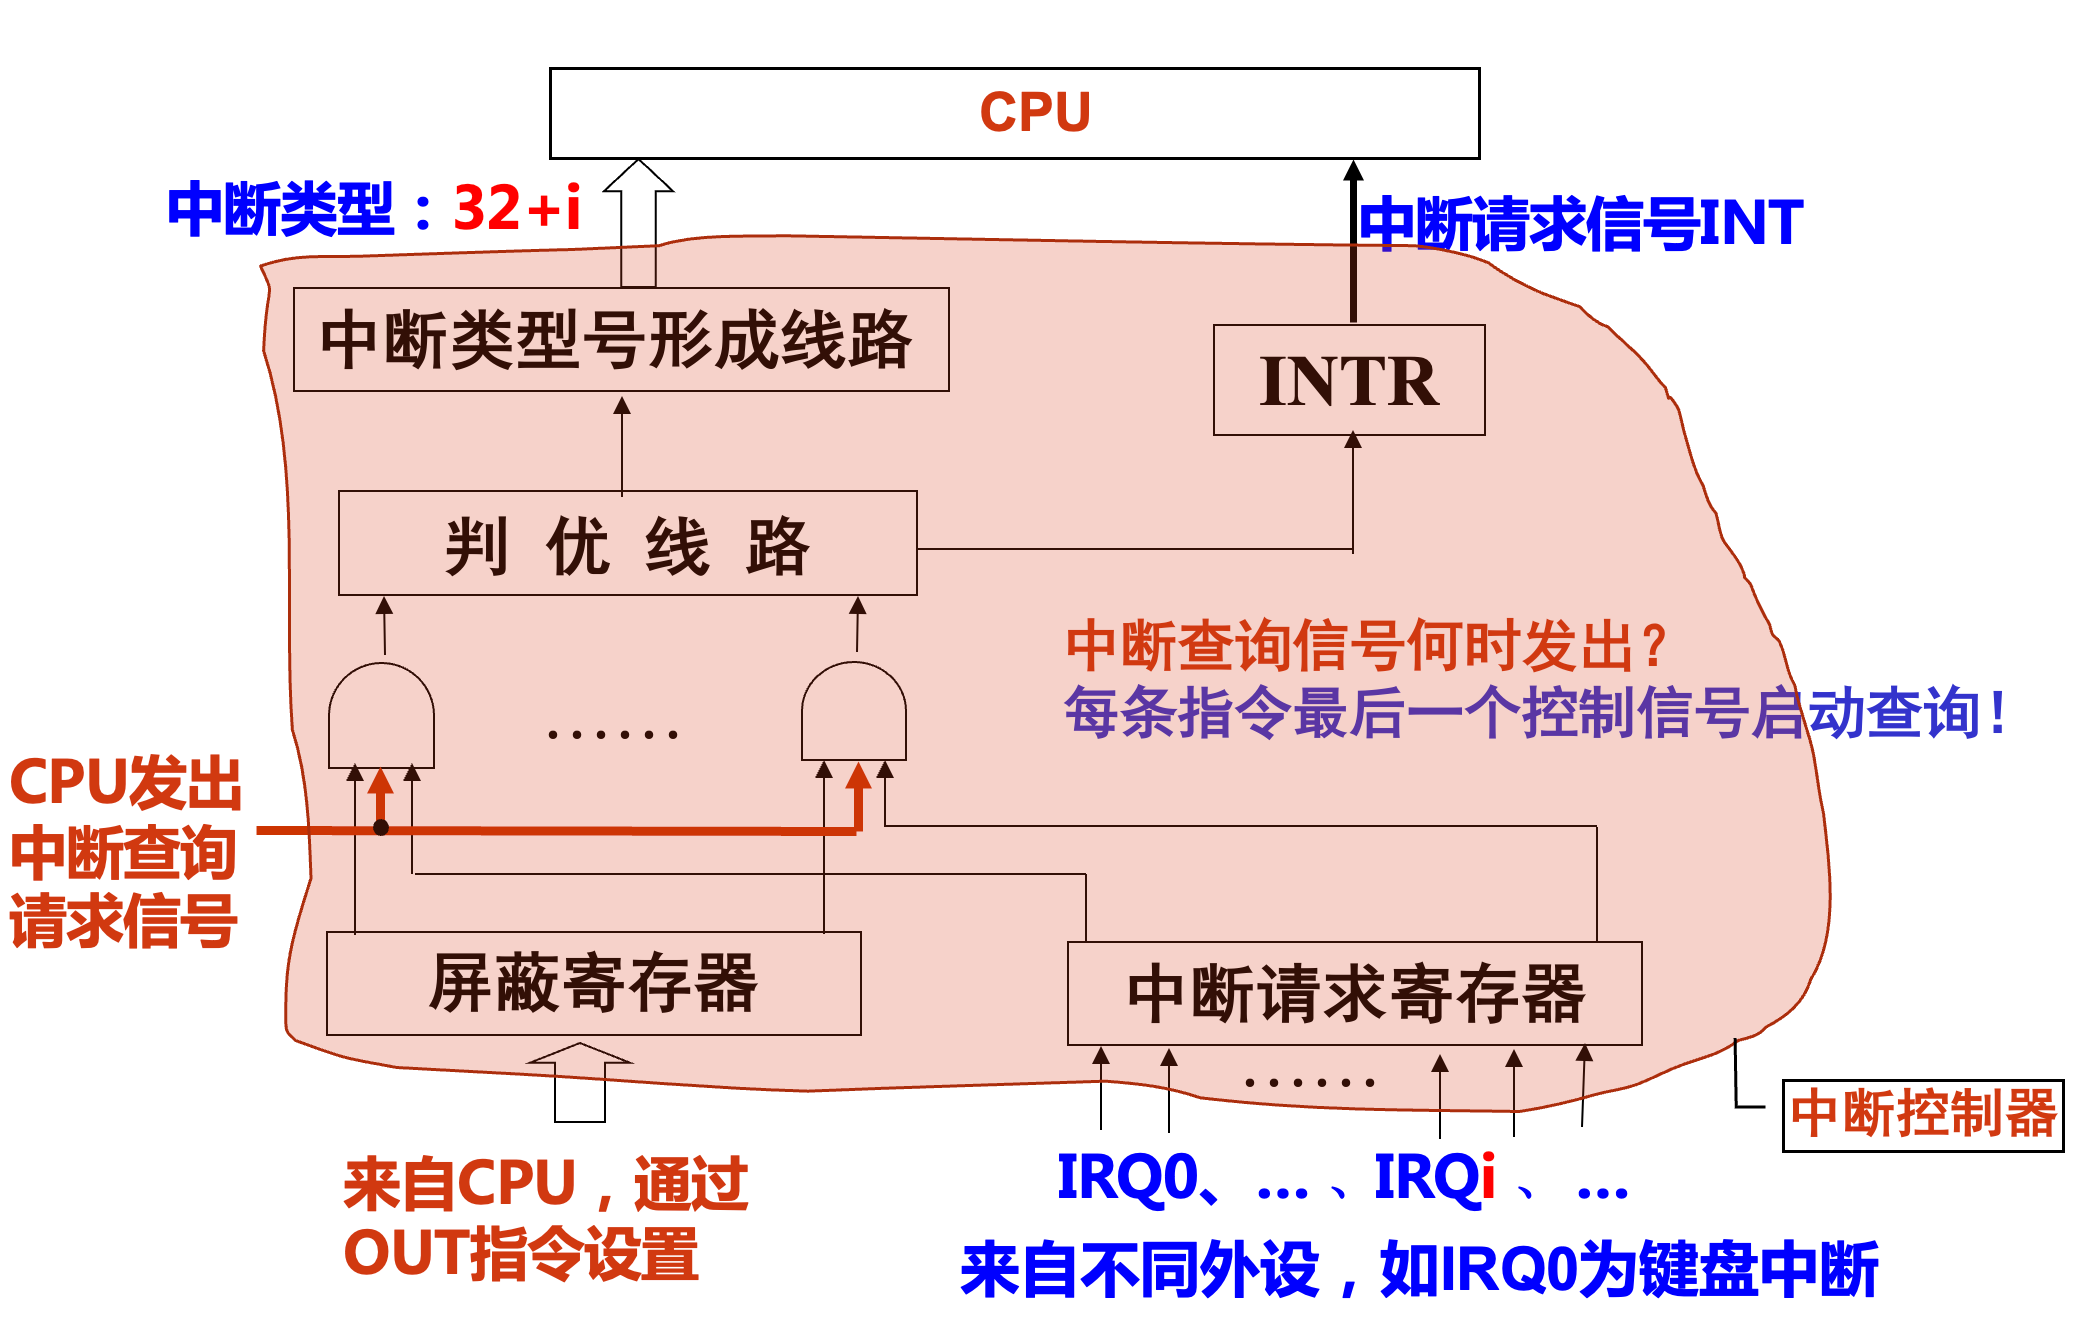 CPU
中断类型：32+i
中断请求信号INT
中断类型号形成线路
INTR
判 优 线 路
中断查询信号何时发出？
每条指令最后一个控制信号启动查询！
……
CPU发出
中断查询
请求信号
屏蔽寄存器
中断请求寄存器
……
中断控制器
来自CPU，通过
OUT指令设置
IRQ0、… 、IRQi 、 …
来自不同外设，如IRQ0为键盘中断